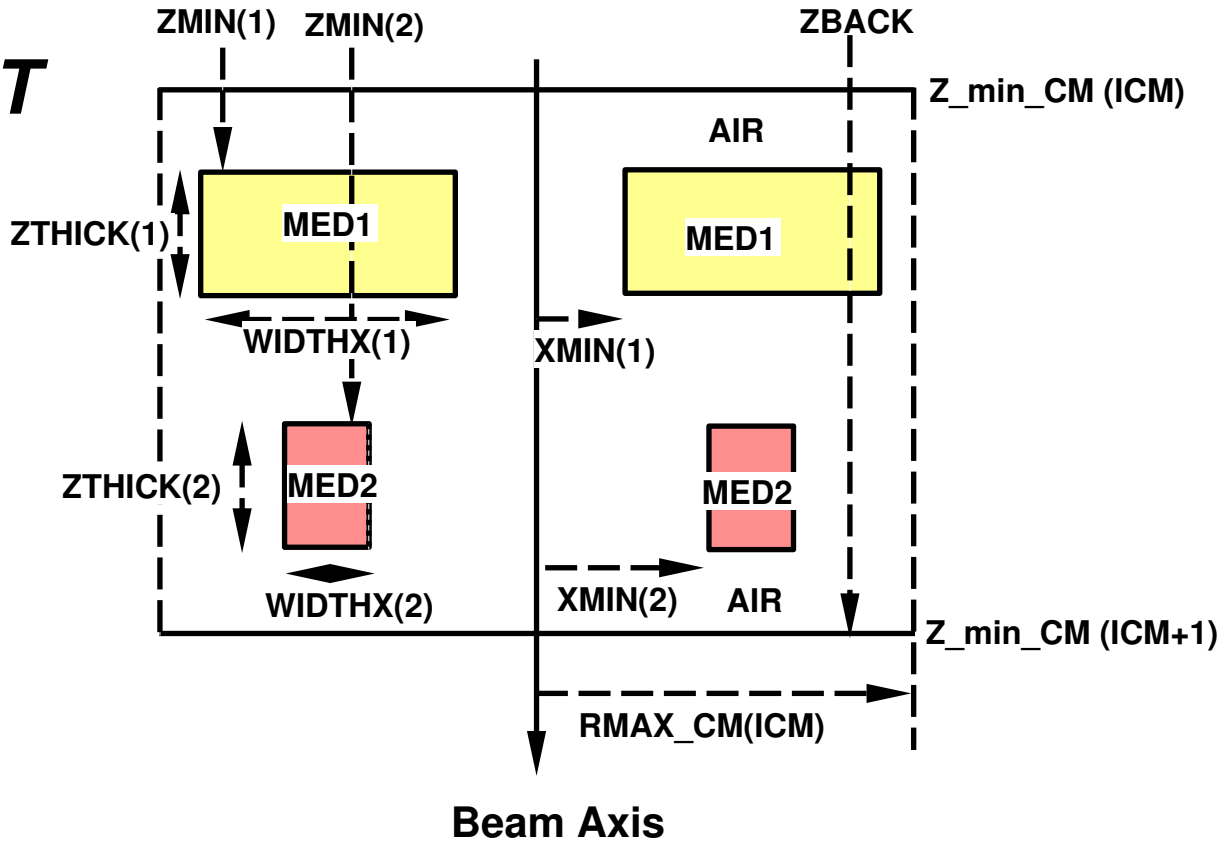 ZMIN(1) ZMIN(2) ZBACK
T
Z_min_CM (ICM)
AIR
MED1 MED1
ZTHICK(1)
WIDTHX(1) XMIN(1)
ZTHICK(2) MED2 MED2
WIDTHX(2) XMIN(2) AIR
Z_min_CM (ICM+1)
RMAX_CM(ICM)
Beam Axis